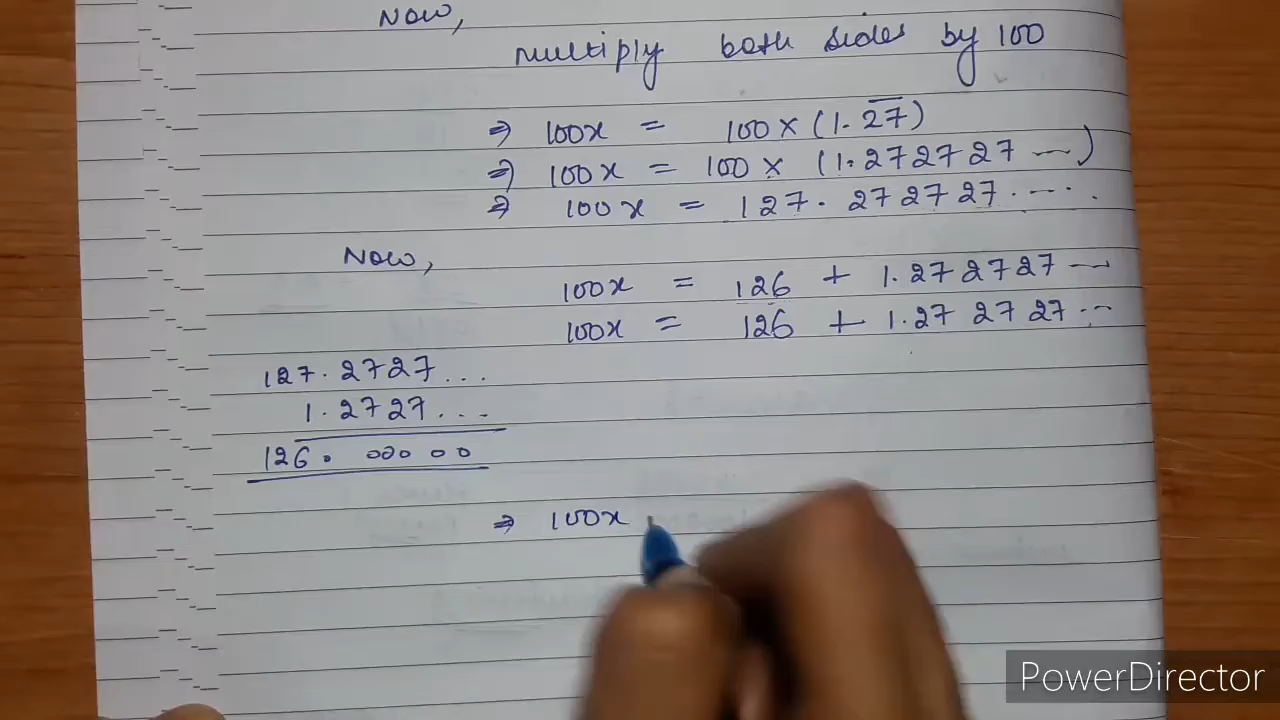 Now,
multiply both sides by 100
⇒ 100x = 100 × (1.2̅7̅)
⇒ 100x = 100 × (1.272727 ---)
⇒ 100x = 127.272727.....
Now,
100x = 126 + 1.272727 ---
100x = 126 + 1.27 27 27...
127.2727...
1.2727...
126. 00000
⇒ 100x
PowerDirector